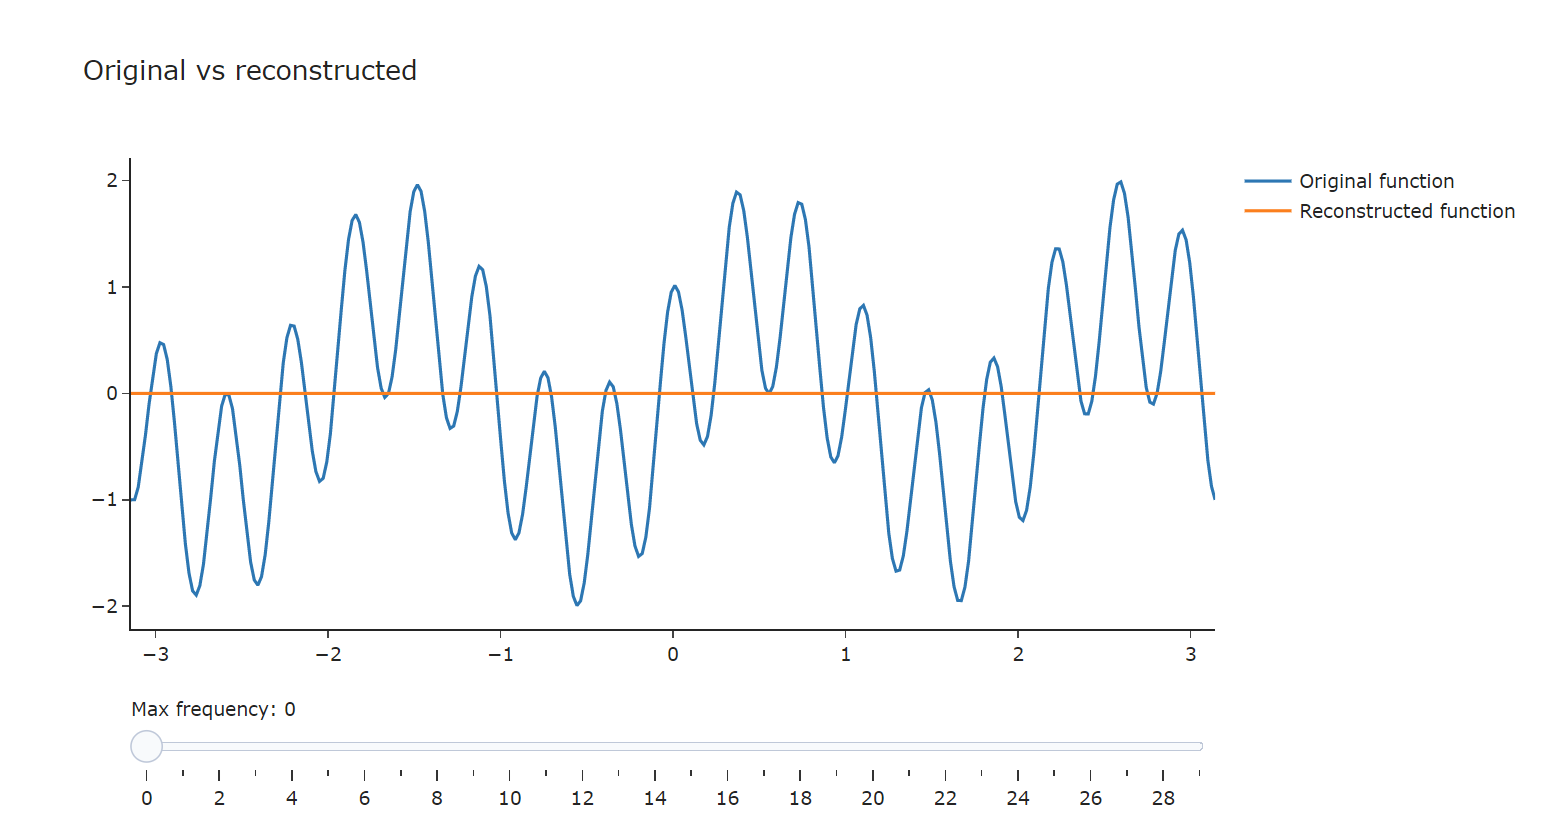 Original vs reconstructed
Original function
Reconstructed function
2
1
0
−1
−2
−3 −2 −1 0 1 2 3
Max frequency: 0
0 2 4 6 8 10 12 14 16 18 20 22 24 26 28